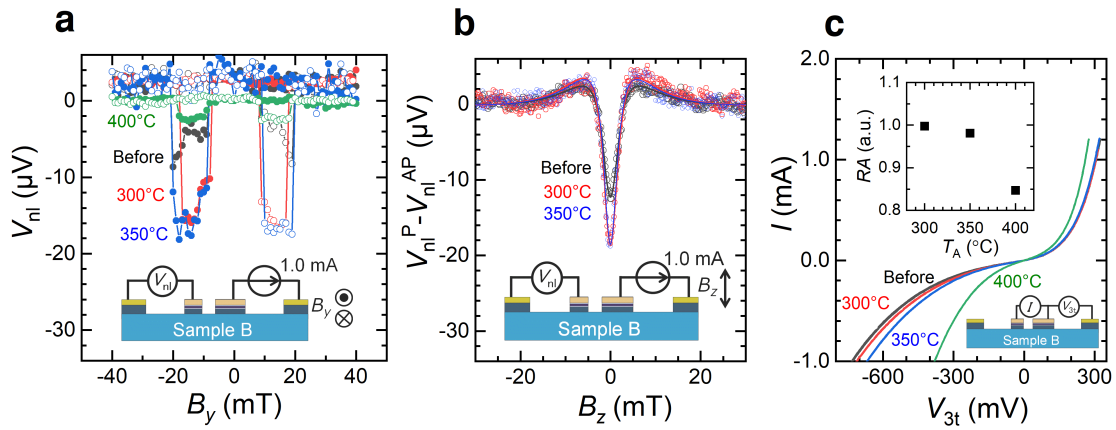 a
V_nl (μV)
0
-10
-20
-30
400°C
Before
300°C
350°C
V_nl
1.0 mA
B_y
Sample B
-40 -20 0 20 40
B_y (mT)
b
V_nl^P-V_nl^AP (μV)
0
-10
-20
-30
Before
300°C
350°C
V_nl
1.0 mA
B_z
Sample B
-20 0 20
B_z (mT)
c
I (mA)
2.0
1.0
0.0
-1.0
RA (a.u.)
1.0
0.9
0.8
300 350 400
T_A (°C)
Before
300°C
350°C
400°C
I
V_3t
Sample B
-600 -300 0 300
V_3t (mV)